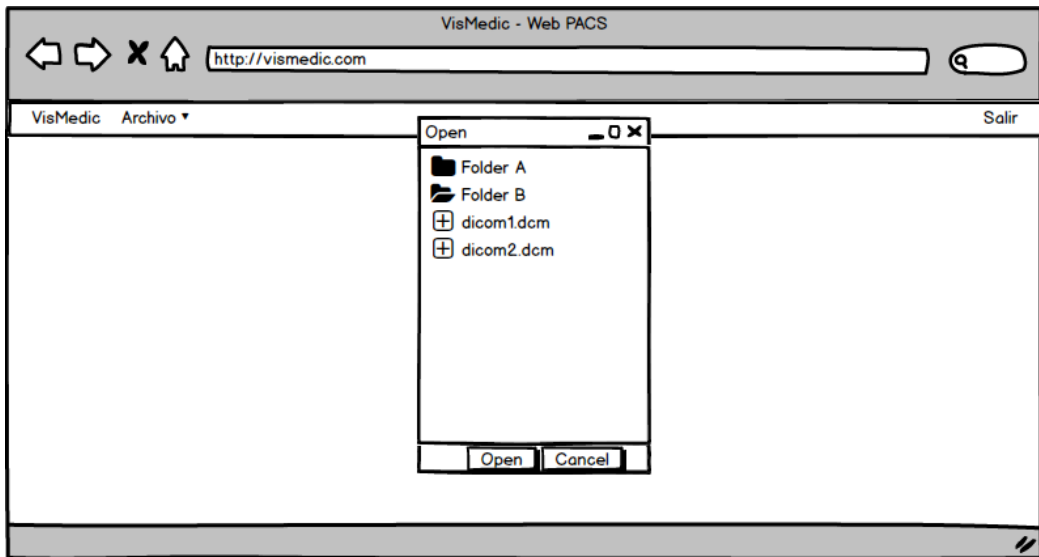 VisMedic - Web PACS
http://vismedic.com
VisMedic Archivo Salir
Open
Folder A
Folder B
dicom1.dcm
dicom2.dcm
Open Cancel